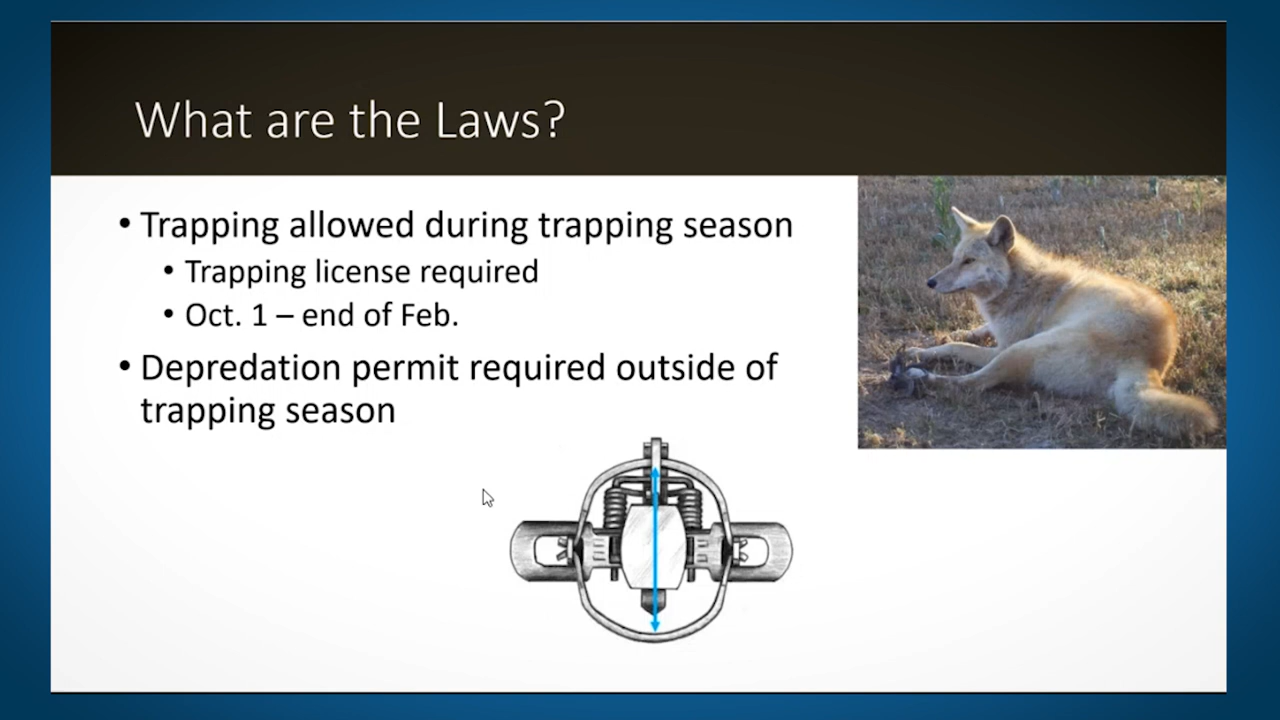 What are the Laws?
• Trapping allowed during trapping season
• Trapping license required
• Oct. 1 – end of Feb.
• Depredation permit required outside of
trapping season